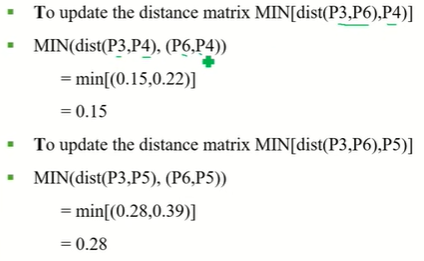 ▪ To update the distance matrix MIN[dist(P3,P6),P4)]
▪ MIN(dist(P3,P4), (P6,P4))
= min[(0.15,0.22)]
= 0.15
▪ To update the distance matrix MIN[dist(P3,P6),P5)]
▪ MIN(dist(P3,P5), (P6,P5))
= min[(0.28,0.39)]
= 0.28